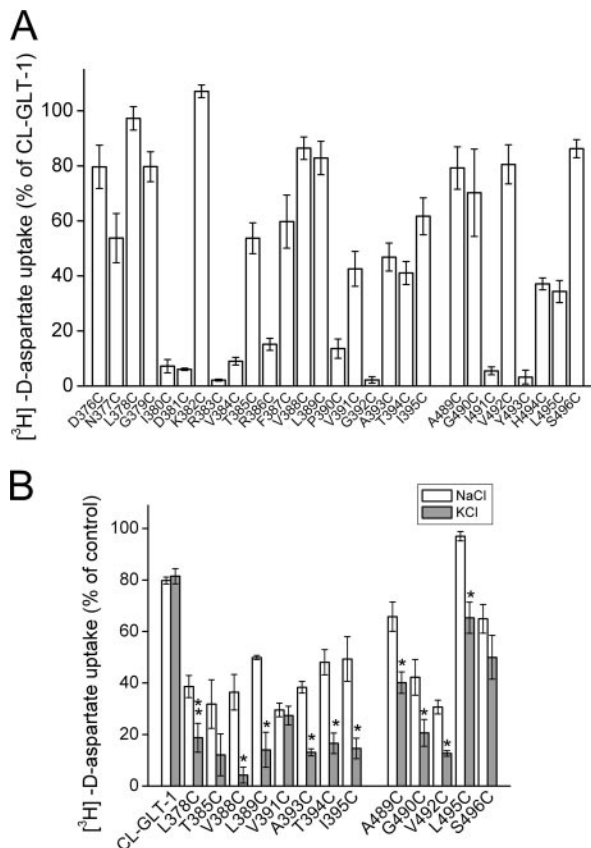 A
[³H] -D-aspartate uptake (% of CL-GLT-1)
100
80
60
40
20
0
D376C
N377C
L378C
G379C
I380C
D381C
K382C
R383C
V384C
T385C
R386C
F387C
V388C
L389C
P390C
V391C
G392C
A393C
T394C
I395C
A489C
G490C
I491C
V492C
Y493C
H494C
L495C
S496C
B
[³H] -D-aspartate uptake (% of control)
NaCl
KCl
100
80
60
40
20
0
* *
*
*
*
*
*
*
*
*
*
CL-GLT-1
L378C
T385C
V388C
L389C
V391C
A393C
T394C
I395C
A489C
G490C
V492C
L495C
S496C